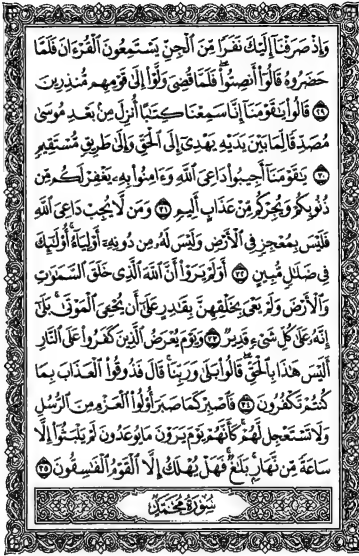 وَإِذْ صَرَفْنَآ إِلَيْكَ نَفَرًا مِّنَ ٱلْجِنِّ يَسْتَمِعُونَ ٱلْقُرْءَانَ فَلَمَّا
حَضَرُوهُ قَالُوٓا۟ أَنصِتُوا۟ ۖ فَلَمَّا قُضِىَ وَلَّوْا۟ إِلَىٰ قَوْمِهِم مُّنذِرِينَ
٢٩ قَالُوا۟ يَٰقَوْمَنَآ إِنَّا سَمِعْنَا كِتَٰبًا أُنزِلَ مِنۢ بَعْدِ مُوسَىٰ
مُصَدِّقًا لِّمَا بَيْنَ يَدَيْهِ يَهْدِىٓ إِلَى ٱلْحَقِّ وَإِلَىٰ طَرِيقٍ مُّسْتَقِيمٍ
٣٠ يَٰقَوْمَنَآ أَجِيبُوا۟ دَاعِىَ ٱللَّهِ وَءَامِنُوا۟ بِهِۦ يَغْفِرْ لَكُم مِّن
ذُنُوبِكُمْ وَيُجِرْكُم مِّنْ عَذَابٍ أَلِيمٍ ٣١ وَمَن لَّا يُجِبْ دَاعِىَ ٱللَّهِ
فَلَيْسَ بِمُعْجِزٍ فِى ٱلْأَرْضِ وَلَيْسَ لَهُۥ مِن دُونِهِۦٓ أَوْلِيَآءُ ۚ أُو۟لَٰٓئِكَ
فِى ضَلَٰلٍ مُّبِينٍ ٣٢ أَوَلَمْ يَرَوْا۟ أَنَّ ٱللَّهَ ٱلَّذِى خَلَقَ ٱلسَّمَٰوَٰتِ
وَٱلْأَرْضَ وَلَمْ يَعْىَ بِخَلْقِهِنَّ بِقَٰدِرٍ عَلَىٰٓ أَن يُحْـِۧىَ ٱلْمَوْتَىٰ ۚ بَلَىٰٓ
إِنَّهُۥ عَلَىٰ كُلِّ شَىْءٍ قَدِيرٌ ٣٣ وَيَوْمَ يُعْرَضُ ٱلَّذِينَ كَفَرُوا۟ عَلَى ٱلنَّارِ
أَلَيْسَ هَٰذَا بِٱلْحَقِّ ۖ قَالُوا۟ بَلَىٰ وَرَبِّنَا ۚ قَالَ فَذُوقُوا۟ ٱلْعَذَابَ بِمَا
كُنتُمْ تَكْفُرُونَ ٣٤ فَٱصْبِرْ كَمَا صَبَرَ أُو۟لُوا۟ ٱلْعَزْمِ مِنَ ٱلرُّسُلِ
وَلَا تَسْتَعْجِل لَّهُمْ ۚ كَأَنَّهُمْ يَوْمَ يَرَوْنَ مَا يُوعَدُونَ لَمْ يَلْبَثُوٓا۟ إِلَّا
سَاعَةً مِّن نَّهَارٍۭ ۚ بَلَٰغٌ ۚ فَهَلْ يُهْلَكُ إِلَّا ٱلْقَوْمُ ٱلْفَٰسِقُونَ ٣٥
سُورَةُ مُحَمَّدٍ